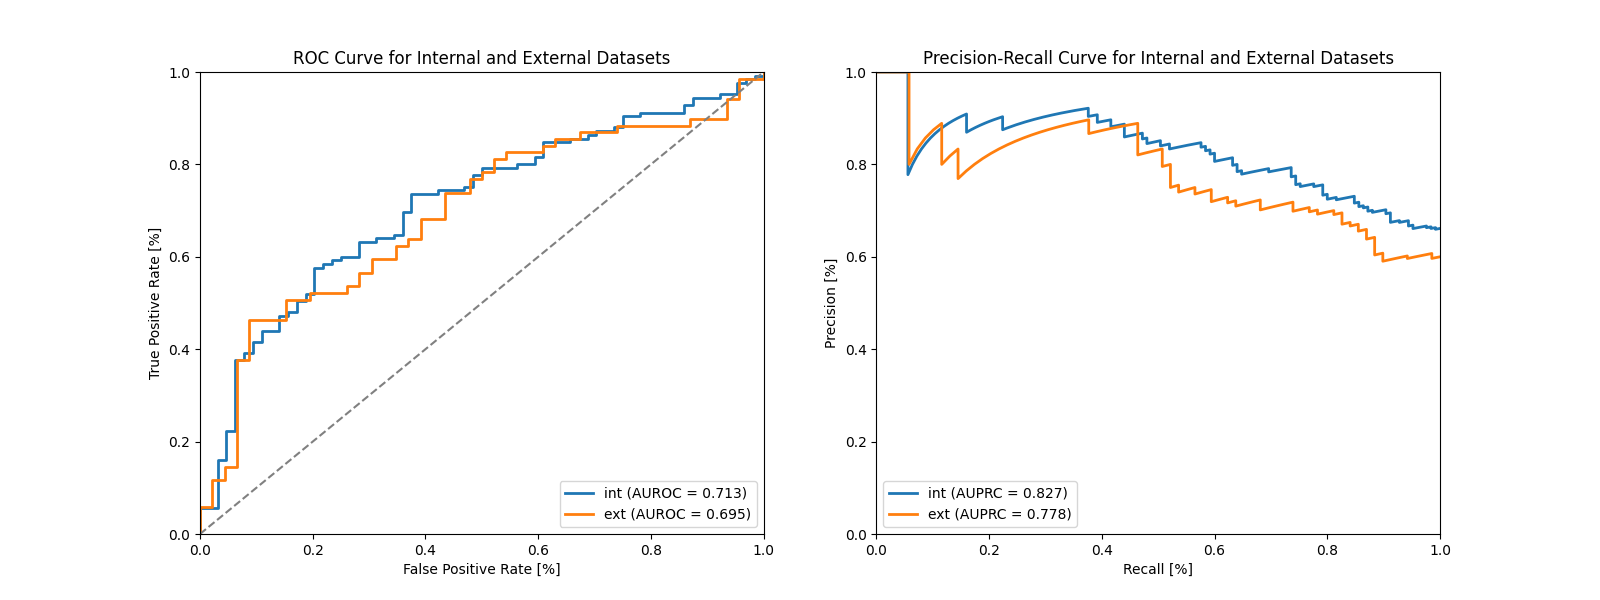 ROC Curve for Internal and External Datasets
True Positive Rate [%]
1.0
0.8
0.6
0.4
0.2
0.0
int (AUROC = 0.713)
ext (AUROC = 0.695)
0.0 0.2 0.4 0.6 0.8 1.0
False Positive Rate [%]
Precision-Recall Curve for Internal and External Datasets
Precision [%]
1.0
0.8
0.6
0.4
0.2
0.0
int (AUPRC = 0.827)
ext (AUPRC = 0.778)
0.0 0.2 0.4 0.6 0.8 1.0
Recall [%]